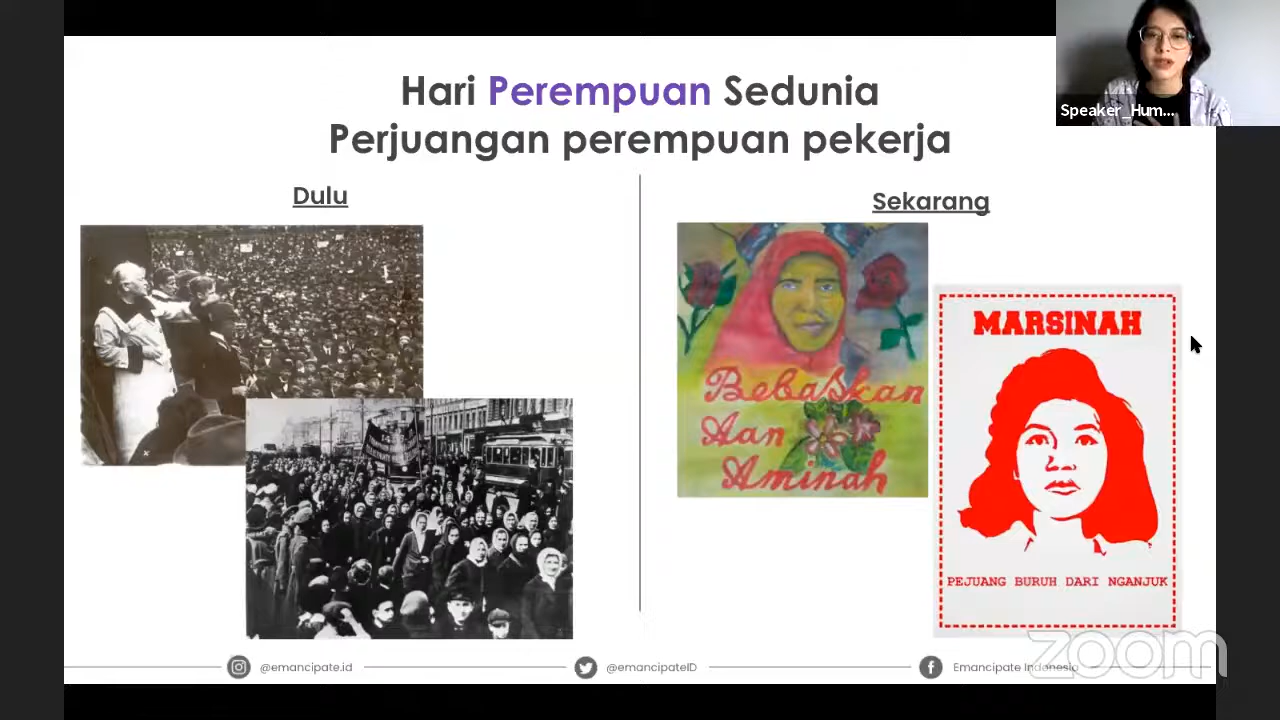 Speaker_Hum...
Hari Perempuan Sedunia
Perjuangan perempuan pekerja
Dulu
Sekarang
Bebaskan
Aan
Aminah
MARSINAH
PEJUANG BURUH DARI NGANJUK
@emancipate.id
@emancipateID
Emancipate Indonesia
zoom